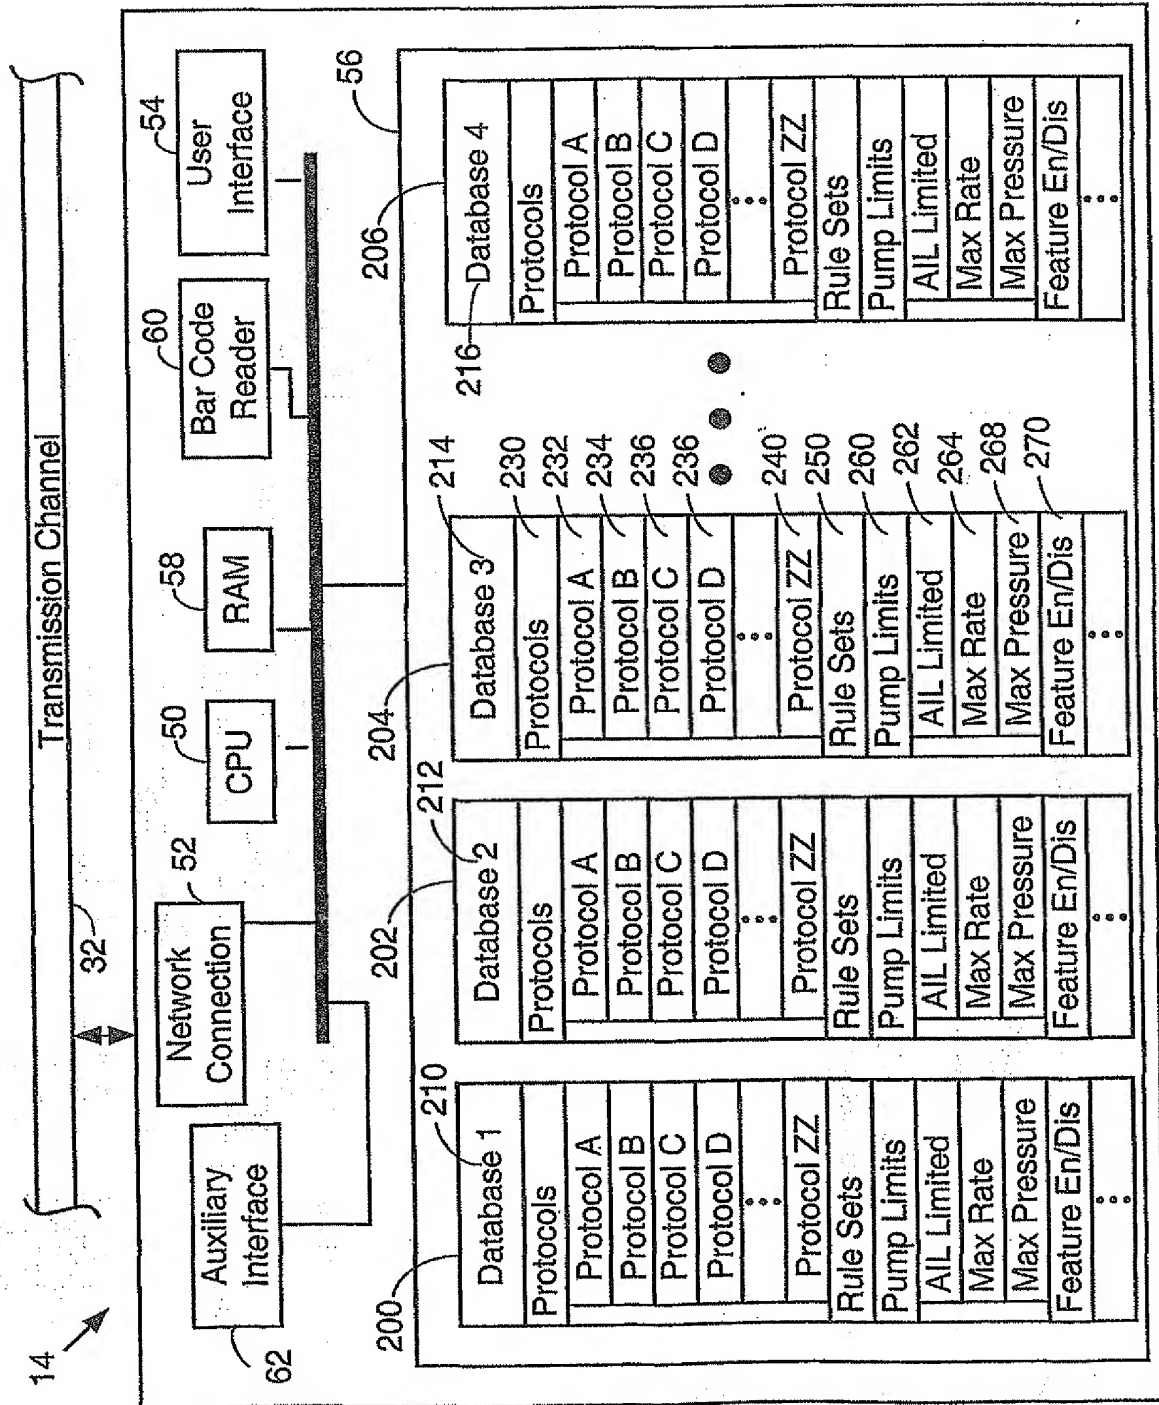 14
Transmission Channel
32
Auxiliary
Interface
62
Network
Connection
52
CPU
50
RAM
58
Bar Code
Reader
60
User
Interface
54
56
200
Database 1
210
Protocols
Protocol A
Protocol B
Protocol C
Protocol D
...
Protocol ZZ
Rule Sets
Pump Limits
AIL Limited
Max Rate
Max Pressure
Feature En/Dis
...
202
Database 2
212
Protocols
Protocol A
Protocol B
Protocol C
Protocol D
...
Protocol ZZ
Rule Sets
Pump Limits
AIL Limited
Max Rate
Max Pressure
Feature En/Dis
...
204
Database 3
214
Protocols
230
Protocol A
232
Protocol B
234
Protocol C
236
Protocol D
236
...
Protocol ZZ
240
Rule Sets
250
Pump Limits
260
AIL Limited
262
Max Rate
264
Max Pressure
268
Feature En/Dis
270
...
206
Database 4
216
Protocols
Protocol A
Protocol B
Protocol C
Protocol D
...
Protocol ZZ
Rule Sets
Pump Limits
AIL Limited
Max Rate
Max Pressure
Feature En/Dis
...